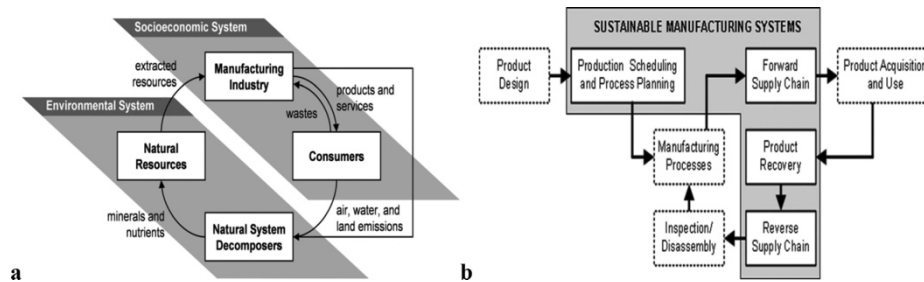 Socioeconomic System
extracted
resources
Manufacturing
Industry
products and
services
wastes
Environmental System
Natural
Resources
Consumers
minerals and
nutrients
Natural System
Decomposers
air, water, and
land emissions
a
SUSTAINABLE MANUFACTURING SYSTEMS
Product
Design
Production Scheduling
and Process Planning
Forward
Supply Chain
Product Acquisition
and Use
Manufacturing
Processes
Product
Recovery
Inspection/
Disassembly
Reverse
Supply Chain
b